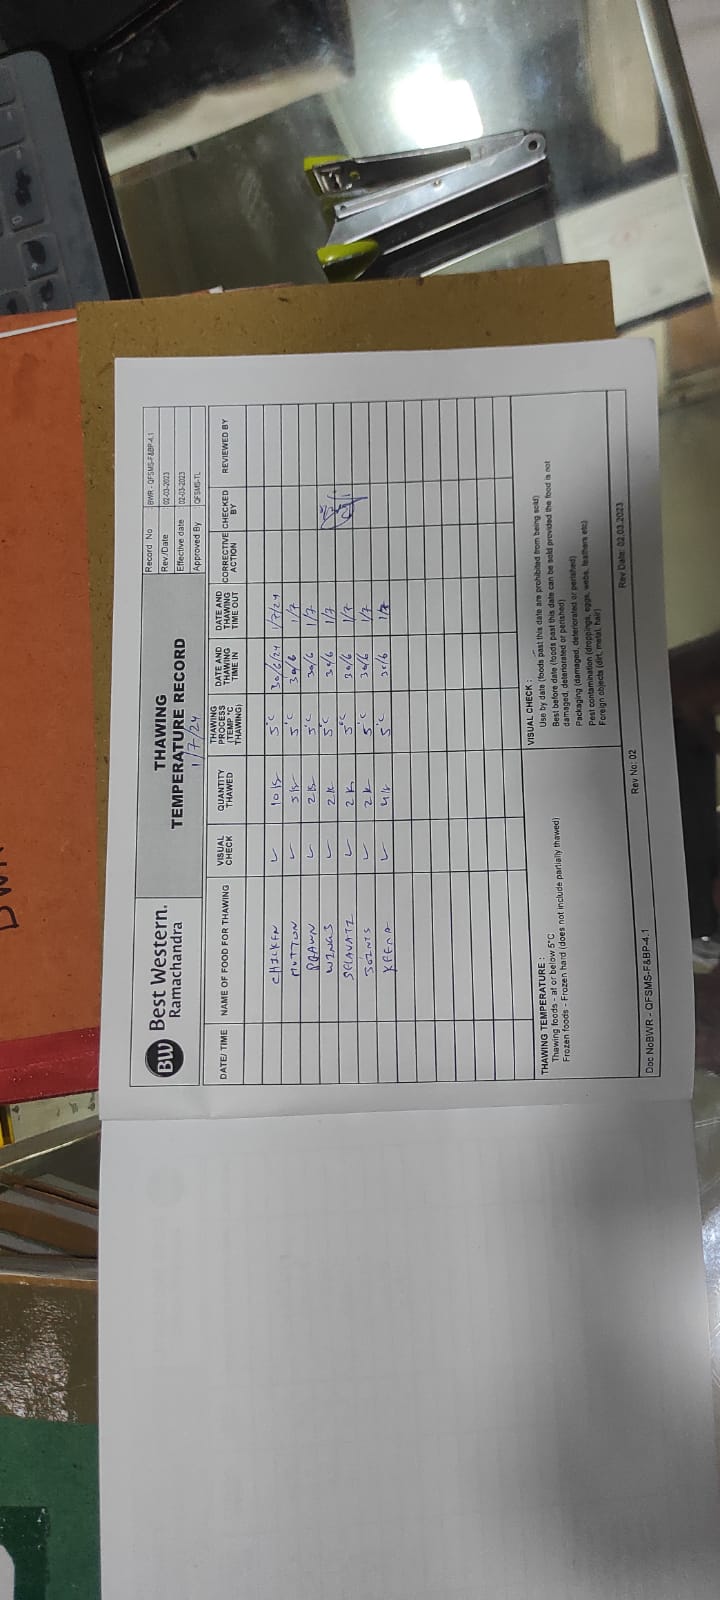 BW Best Western.
Ramachandra
THAWING
TEMPERATURE RECORD
1/7/24
Record No BWR - QFSMS-F&BP-4.1
Rev/Date 02-03-2023
Effective date 02-03-2023
Approved By QFSMS-TL
DATE/ TIME NAME OF FOOD FOR THAWING VISUAL CHECK QUANTITY THAWED THAWING PROCESS (TEMP °C THAWING) DATE AND THAWING TIME IN DATE AND THAWING TIME OUT CORRECTIVE ACTION CHECKED BY REVIEWED BY
CHICKEN ✓ 10 5°C 30/6/24 1/7/24
MUTTON ✓ 5°C 30/6 1/7
PRAWN ✓ 2 5°C 30/6 1/7
WINGS ✓ 2 5°C 30/6 1/7
✓ 2 5°C 30/6 1/7
JOINTS ✓ 2 5°C 30/6 1/7
KEEMA ✓ 4 5°C 30/6 1/7
THAWING TEMPERATURE :
Thawing foods - at or below 5°C
Frozen foods - Frozen hard (does not include partially thawed)
VISUAL CHECK :
Use by date (foods past this date are prohibited from being sold)
Best before date (foods past this date can be sold provided the food is not
damaged, deteriorated or perished)
Packaging (damaged, deteriorated or perished)
Pest contamination (droppings, eggs, webs, feathers etc)
Foreign objects (dirt, metal, hair)
Doc NoBWR - QFSMS-F&BP-4.1 Rev No: 02 Rev Date: 02.03.2023